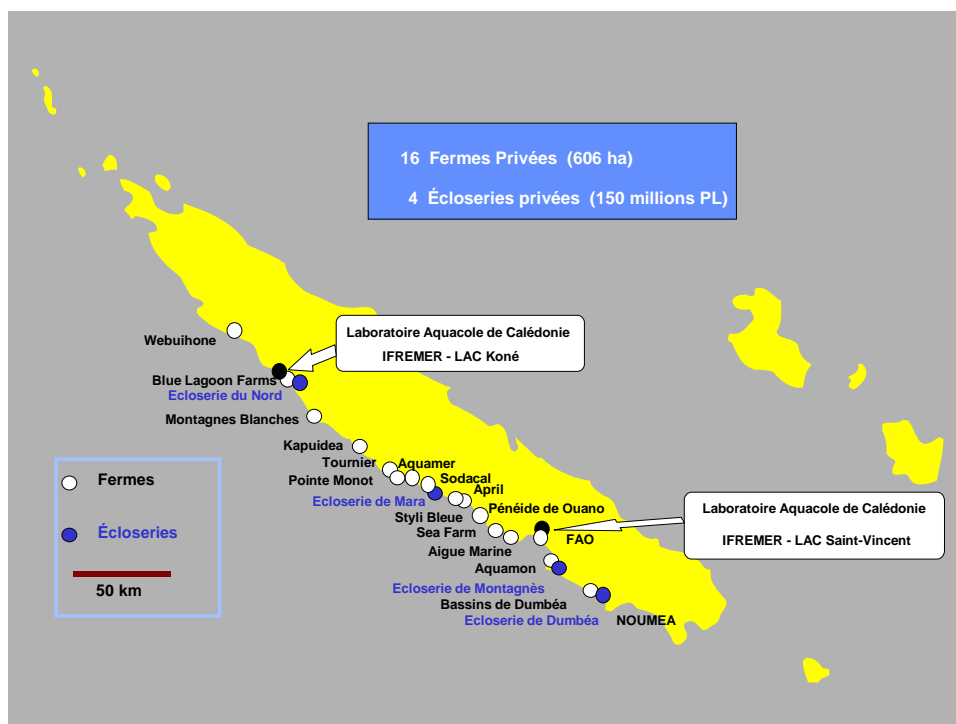 16 Fermes Privées (606 ha)
4 Écloseries privées (150 millions PL)
Laboratoire Aquacole de Calédonie
IFREMER - LAC Koné
Webuihone
Blue Lagoon Farms
Ecloserie du Nord
Montagnes Blanches
Kapuidea
Tournier
Aquamer
Pointe Monot
Sodacal
Ecloserie de Mara
April
Styli Bleue
Pénéide de Ouano
Sea Farm
FAO
Aigue Marine
Aquamon
Ecloserie de Montagnès
Bassins de Dumbéa
Ecloserie de Dumbéa
NOUMEA
Laboratoire Aquacole de Calédonie
IFREMER - LAC Saint-Vincent
Fermes
Écloseries
50 km